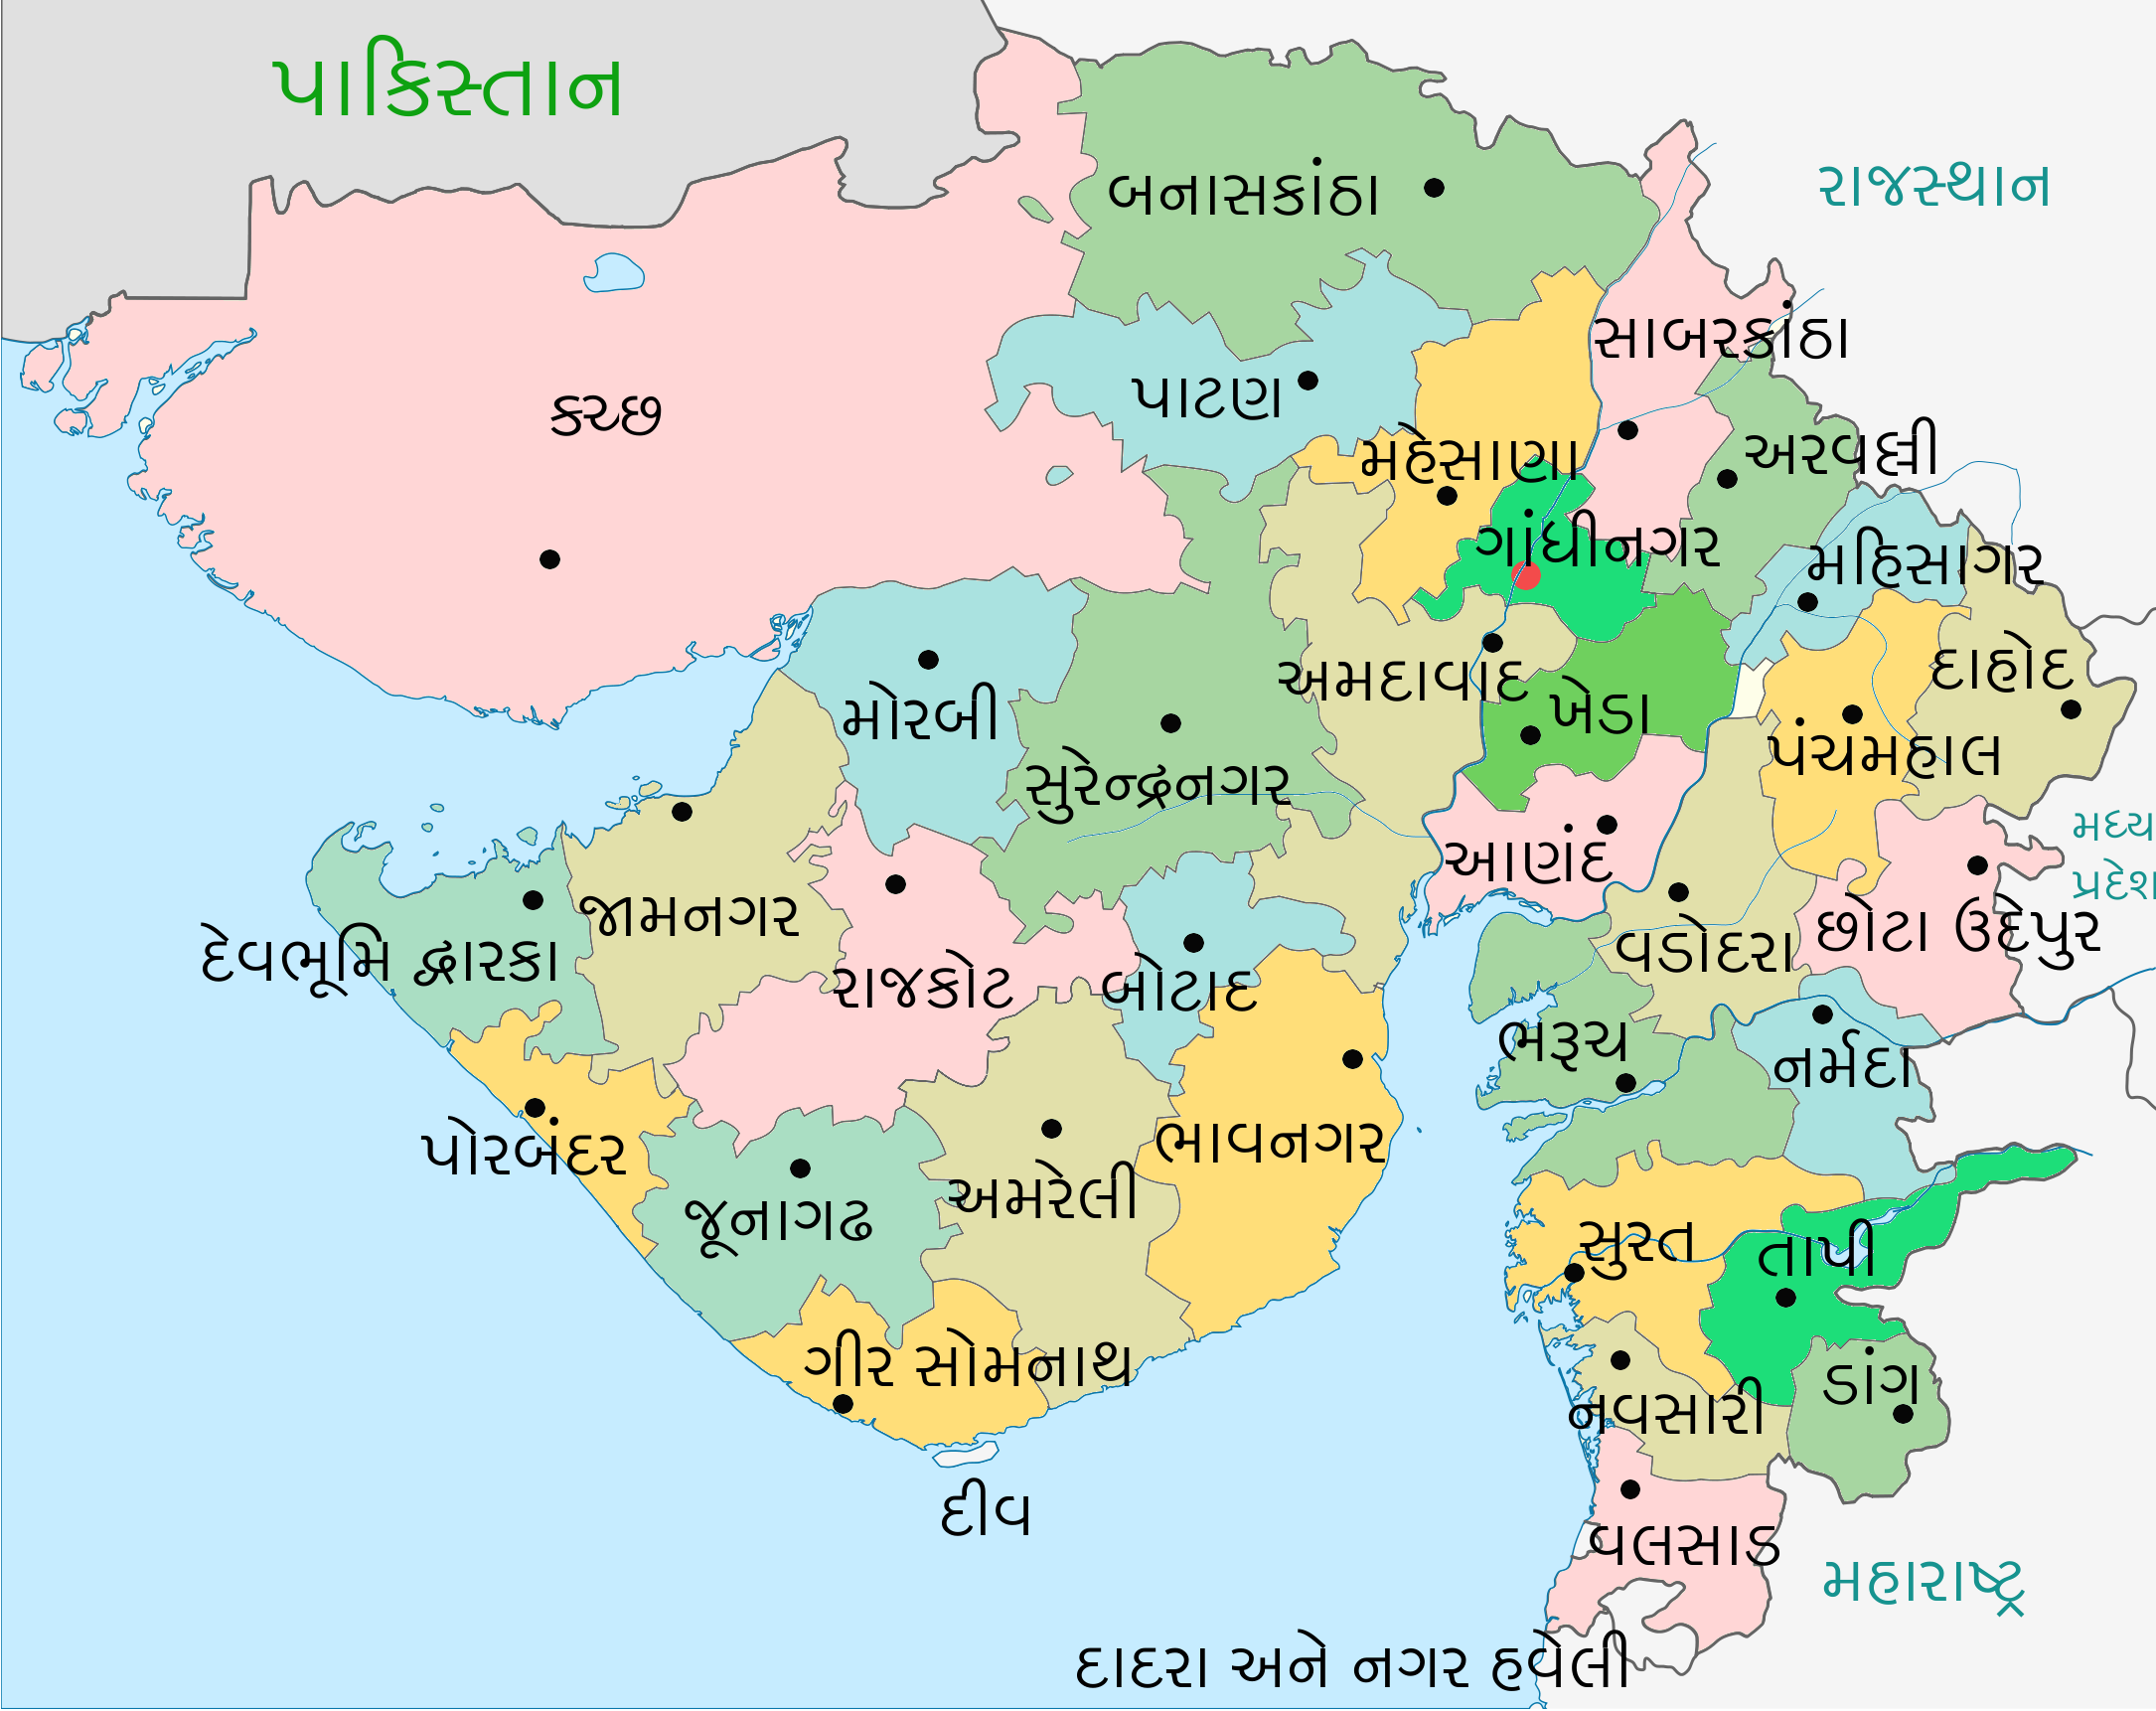 પાકિસ્તાન
રાજસ્થાન
બનાસકાંઠા
સાબરકાંઠા
પાટણ
કચ્છ
મહેસાણા
અરવલ્લી
ગાંધીનગર
મહિસાગર
દાહોદ
અમદાવાદ
ખેડા
મોરબી
પંચમહાલ
સુરેન્દ્રનગર
મધ્ય
પ્રદેશ
આણંદ
જામનગર
છોટા ઉદેપુર
વડોદરા
દેવભૂમિ દ્વારકા
રાજકોટ
બોટાદ
ભરૂચ
નર્મદા
પોરબંદર
ભાવનગર
અમરેલી
જૂનાગઢ
સુરત
તાપી
ગીર સોમનાથ
ડાંગ
નવસારી
દીવ
વલસાડ
મહારાષ્ટ્ર
દાદરા અને નગર હવેલી